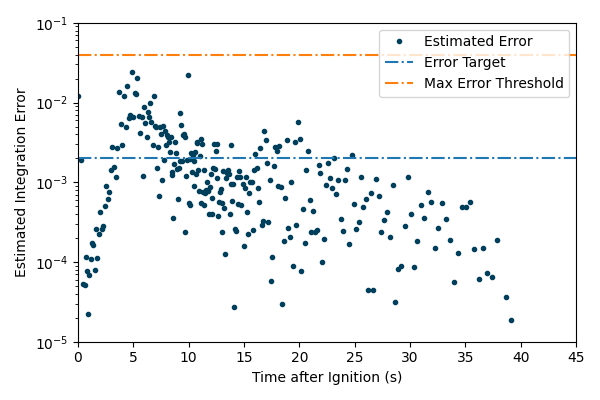 Estimated Integration Error
10⁻¹
10⁻²
10⁻³
10⁻⁴
10⁻⁵
Estimated Error
Error Target
Max Error Threshold
0 5 10 15 20 25 30 35 40 45
Time after Ignition (s)